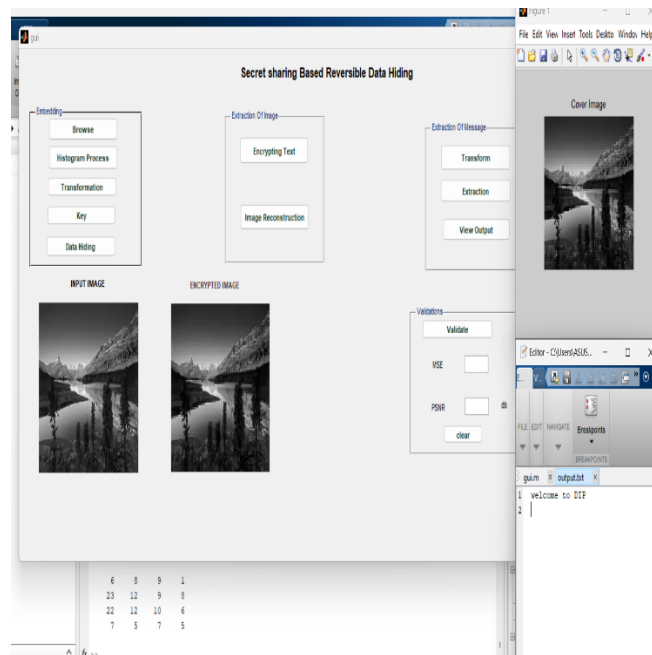 gui
Secret sharing Based Reversible Data Hiding
Embedding
Browse
Histogram Process
Transformation
Key
Data Hiding
Extraction Of Image
Encrypting Text
Image Reconstruction
Extraction Of Message
Transform
Extraction
View Output
INPUT IMAGE
ENCRYPTED IMAGE
Validations
Validate
MSE
PSNR
db
clear
6 8 9 1
23 12 9 8
22 12 10 6
7 5 7 5
fx >>
Figure 1
File Edit View Insert Tools Deskto Window Help
Cover Image
Editor - C:\Users\ASUS...
E... V...
FILE EDIT NAVIGATE Breakpoints
BREAKPOINTS
gui.m × output.txt ×
1 welcome to DIP
2